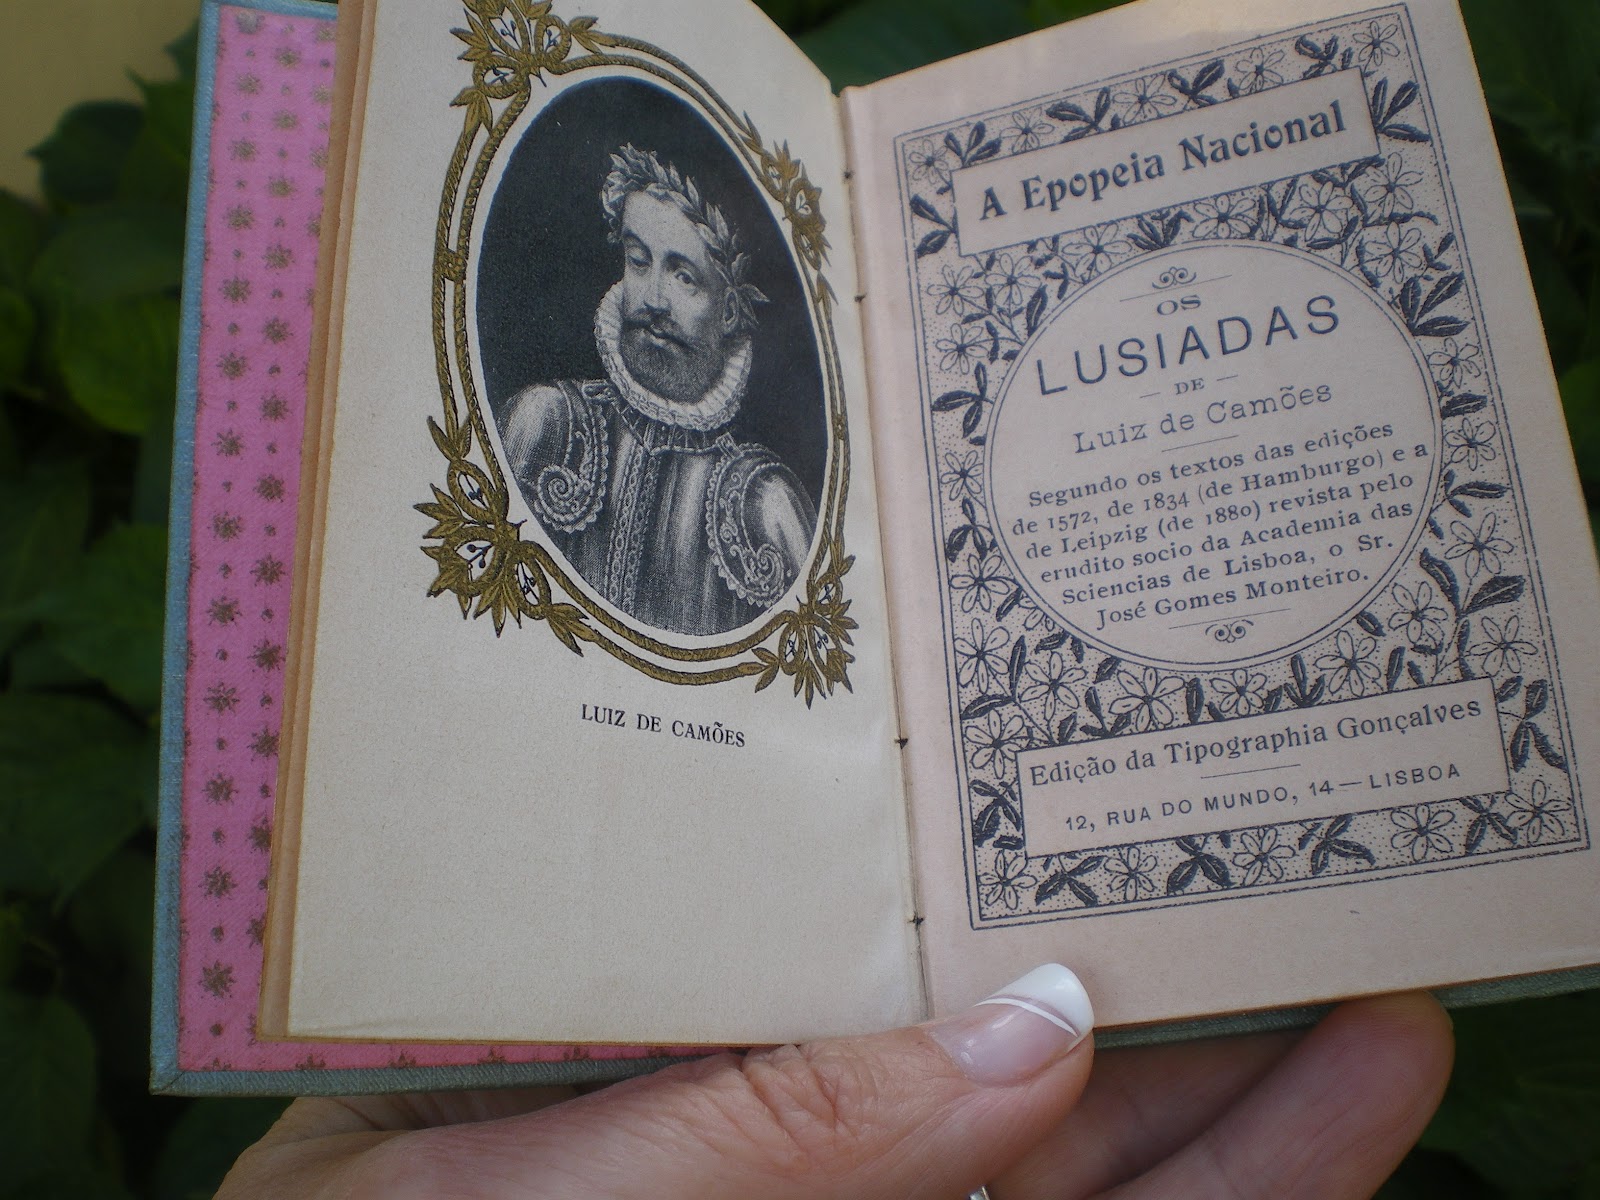 LUIZ DE CAMÕES
A Epopeia Nacional
OS
LUSIADAS
— DE —
Luiz de Camões
Segundo os textos das edições
de 1572, de 1834 (de Hamburgo) e a
de Leipzig (de 1880) revista pelo
erudito socio da Academia das
Sciencias de Lisboa, o Sr.
José Gomes Monteiro.
Edição da Tipographia Gonçalves
12, RUA DO MUNDO, 14 — LISBOA